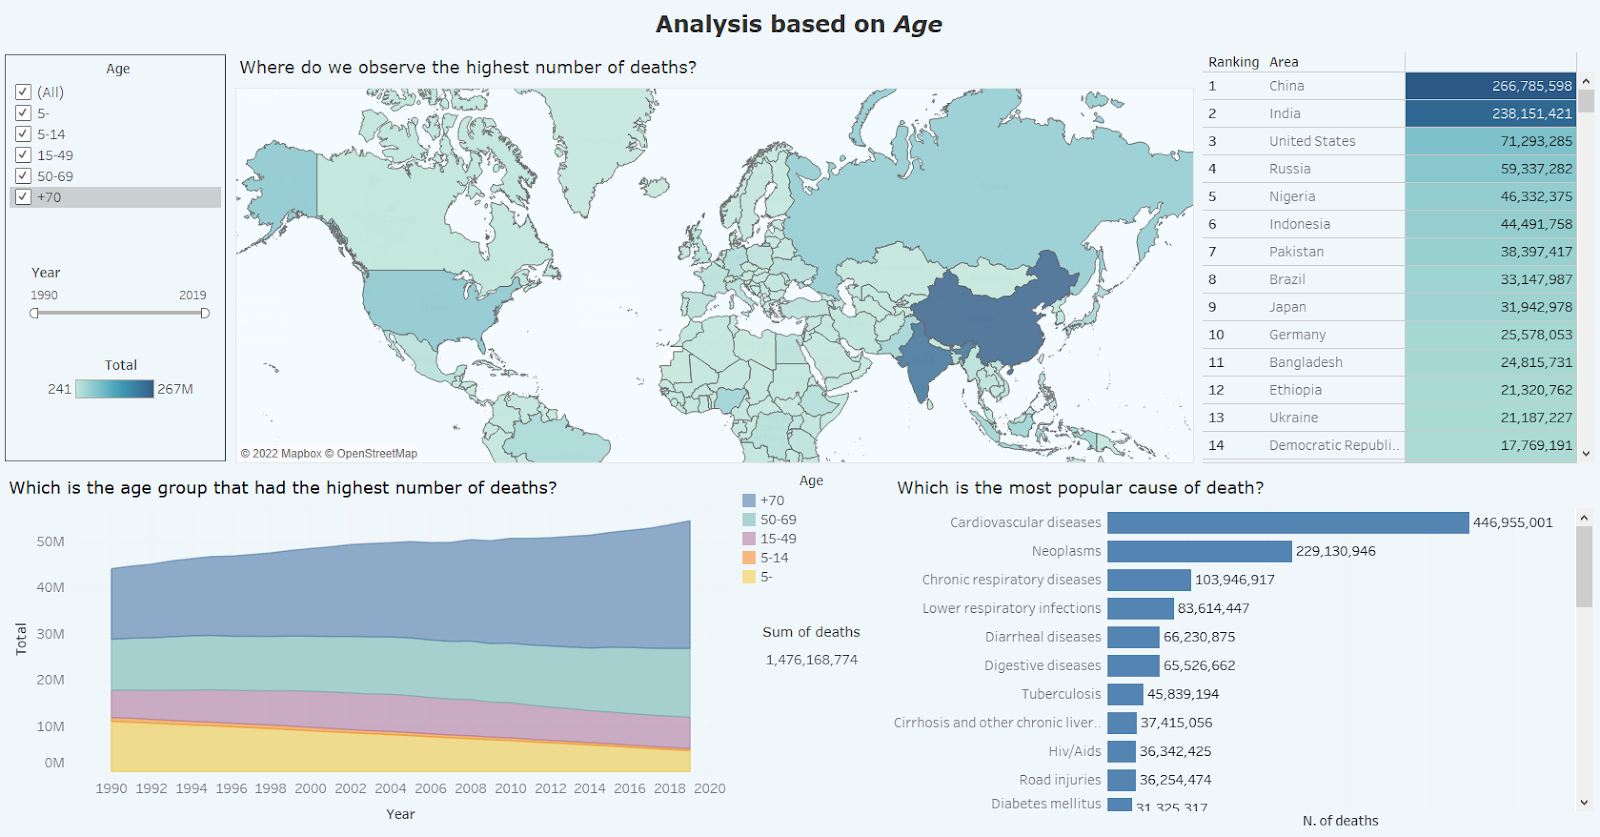 Analysis based on Age
Age
(All)
5-
5-14
15-49
50-69
+70
Year
1990 2019
Total
241 267M
Where do we observe the highest number of deaths?
© 2022 Mapbox © OpenStreetMap
Ranking Area
1 China 266,785,598
2 India 238,151,421
3 United States 71,293,285
4 Russia 59,337,282
5 Nigeria 46,332,375
6 Indonesia 44,491,758
7 Pakistan 38,397,417
8 Brazil 33,147,987
9 Japan 31,942,978
10 Germany 25,578,053
11 Bangladesh 24,815,731
12 Ethiopia 21,320,762
13 Ukraine 21,187,227
14 Democratic Republi.. 17,769,191
Which is the age group that had the highest number of deaths?
50M
40M
30M
20M
10M
0M
Total
1990 1992 1994 1996 1998 2000 2002 2004 2006 2008 2010 2012 2014 2016 2018 2020
Year
Age
+70
50-69
15-49
5-14
5-
Sum of deaths
1,476,168,774
Which is the most popular cause of death?
Cardiovascular diseases 446,955,001
Neoplasms 229,130,946
Chronic respiratory diseases 103,946,917
Lower respiratory infections 83,614,447
Diarrheal diseases 66,230,875
Digestive diseases 65,526,662
Tuberculosis 45,839,194
Cirrhosis and other chronic liver.. 37,415,056
Hiv/Aids 36,342,425
Road injuries 36,254,474
Diabetes mellitus 31,325,317
N. of deaths